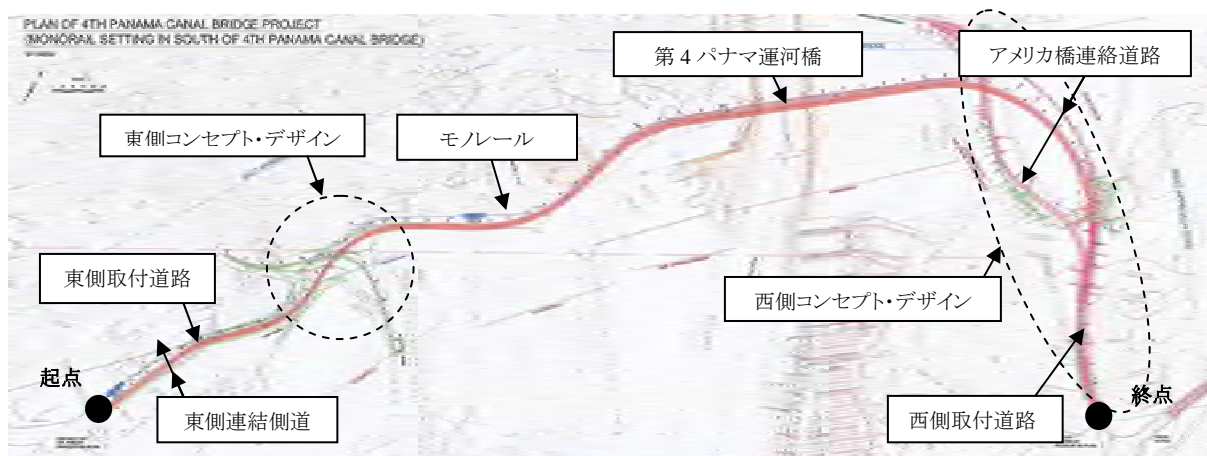 PLAN OF 4TH PANAMA CANAL BRIDGE PROJECT
(MONORAIL SETTING IN SOUTH OF 4TH PANAMA CANAL BRIDGE)
第4パナマ運河橋
アメリカ橋連絡道路
東側コンセプト・デザイン
モノレール
東側取付道路
西側コンセプト・デザイン
起点
終点
東側連結側道
西側取付道路